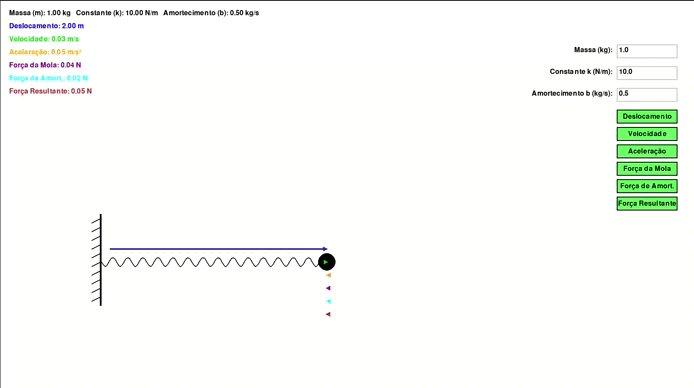 Massa (m): 1.00 kg Constante (k): 10.00 N/m Amortecimento (b): 0.50 kg/s
Deslocamento: 2.00 m
Velocidade: 0.03 m/s
Aceleração: 0.05 m/s²
Força da Mola: 0.04 N
Força de Amort.: 0.02 N
Força Resultante: 0.05 N
Massa (kg): 1.0
Constante k (N/m): 10.0
Amortecimento b (kg/s): 0.5
Deslocamento
Velocidade
Aceleração
Força da Mola
Força de Amort.
Força Resultante